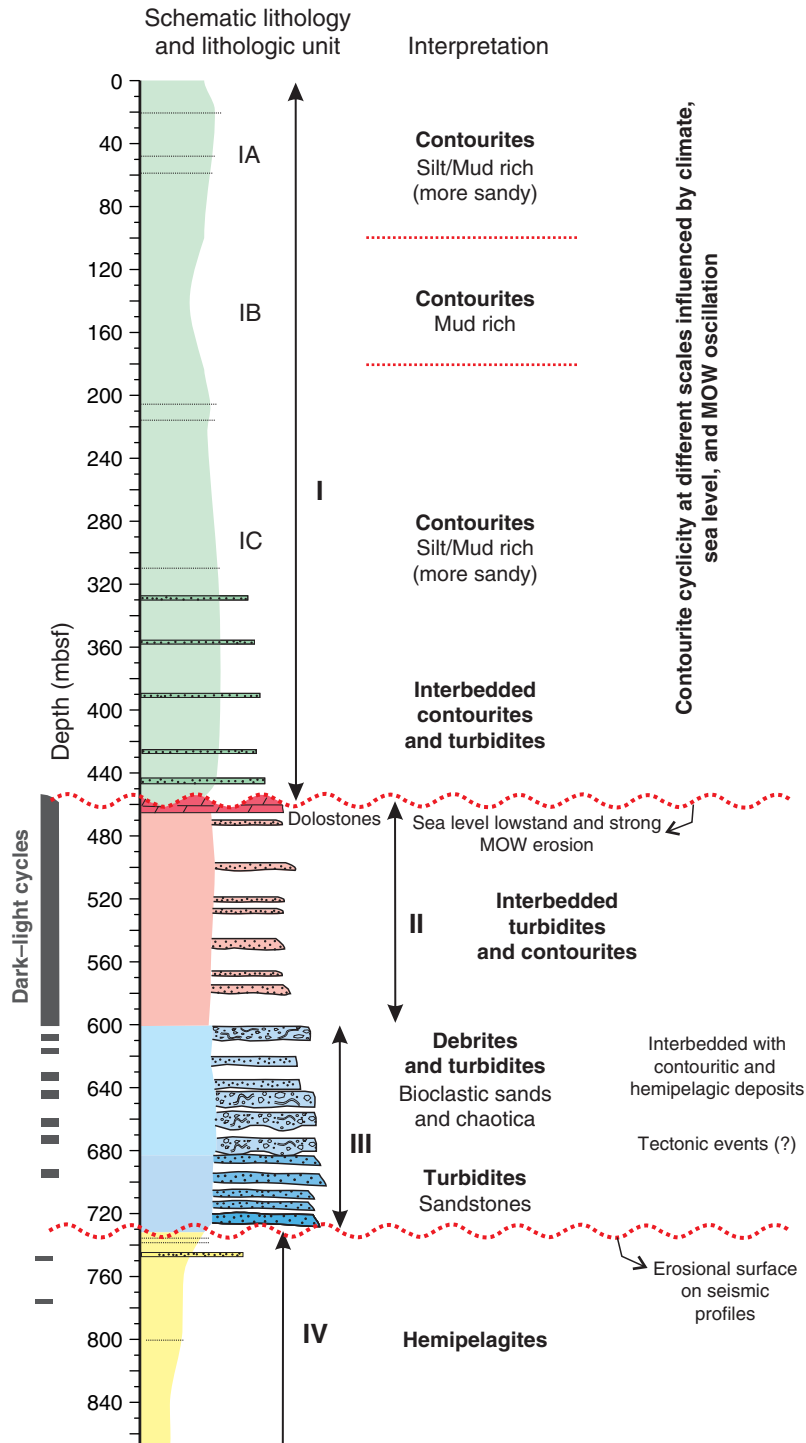 Schematic lithology
and lithologic unit
Interpretation
Depth (mbsf)
0
40
80
120
160
200
240
280
320
360
400
440
480
520
560
600
640
680
720
760
800
840
Dark–light cycles
IA
IB
IC
I
II
III
IV
Dolostones
Contourites
Silt/Mud rich
(more sandy)
Contourites
Mud rich
Contourites
Silt/Mud rich
(more sandy)
Interbedded
contourites
and turbidites
Sea level lowstand and strong
MOW erosion
Interbedded
turbidites
and contourites
Debrites
and turbidites
Bioclastic sands
and chaotica
Turbidites
Sandstones
Hemipelagites
Contourite cyclicity at different scales influenced by climate,
sea level, and MOW oscillation
Interbedded with
contouritic and
hemipelagic deposits
Tectonic events (?)
Erosional surface
on seismic
profiles